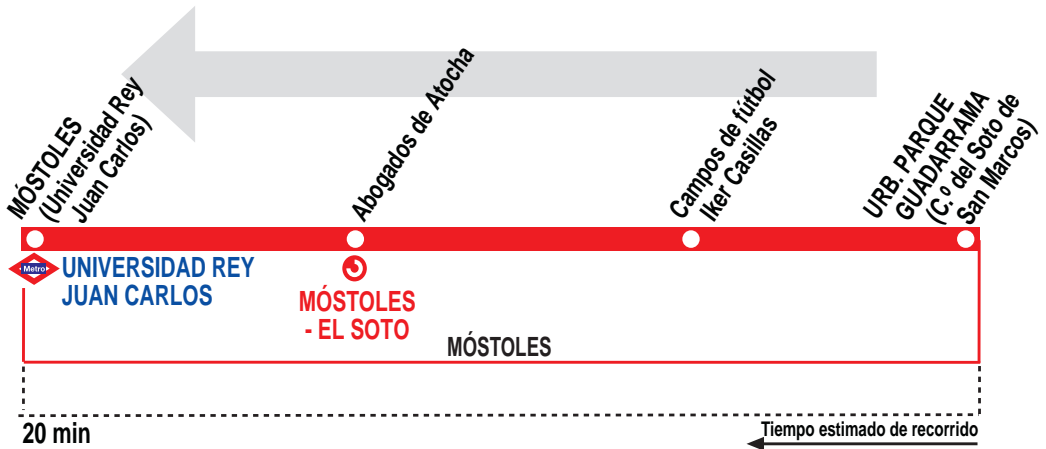 MÓSTOLES
(Universidad Rey
Juan Carlos)
Abogados de Atocha
Campos de fútbol
Iker Casillas
URB. PARQUE
GUADARRAMA
(C.º del Soto de
San Marcos)
Metro
UNIVERSIDAD REY
JUAN CARLOS
MÓSTOLES
- EL SOTO
MÓSTOLES
20 min
Tiempo estimado de recorrido